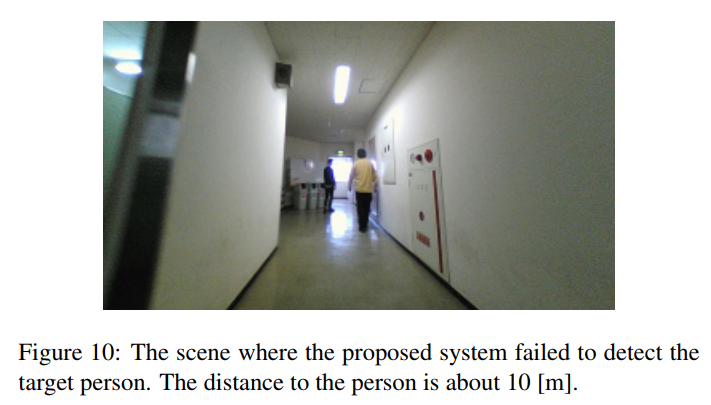 Figure 10: The scene where the proposed system failed to detect the
target person. The distance to the person is about 10 [m].